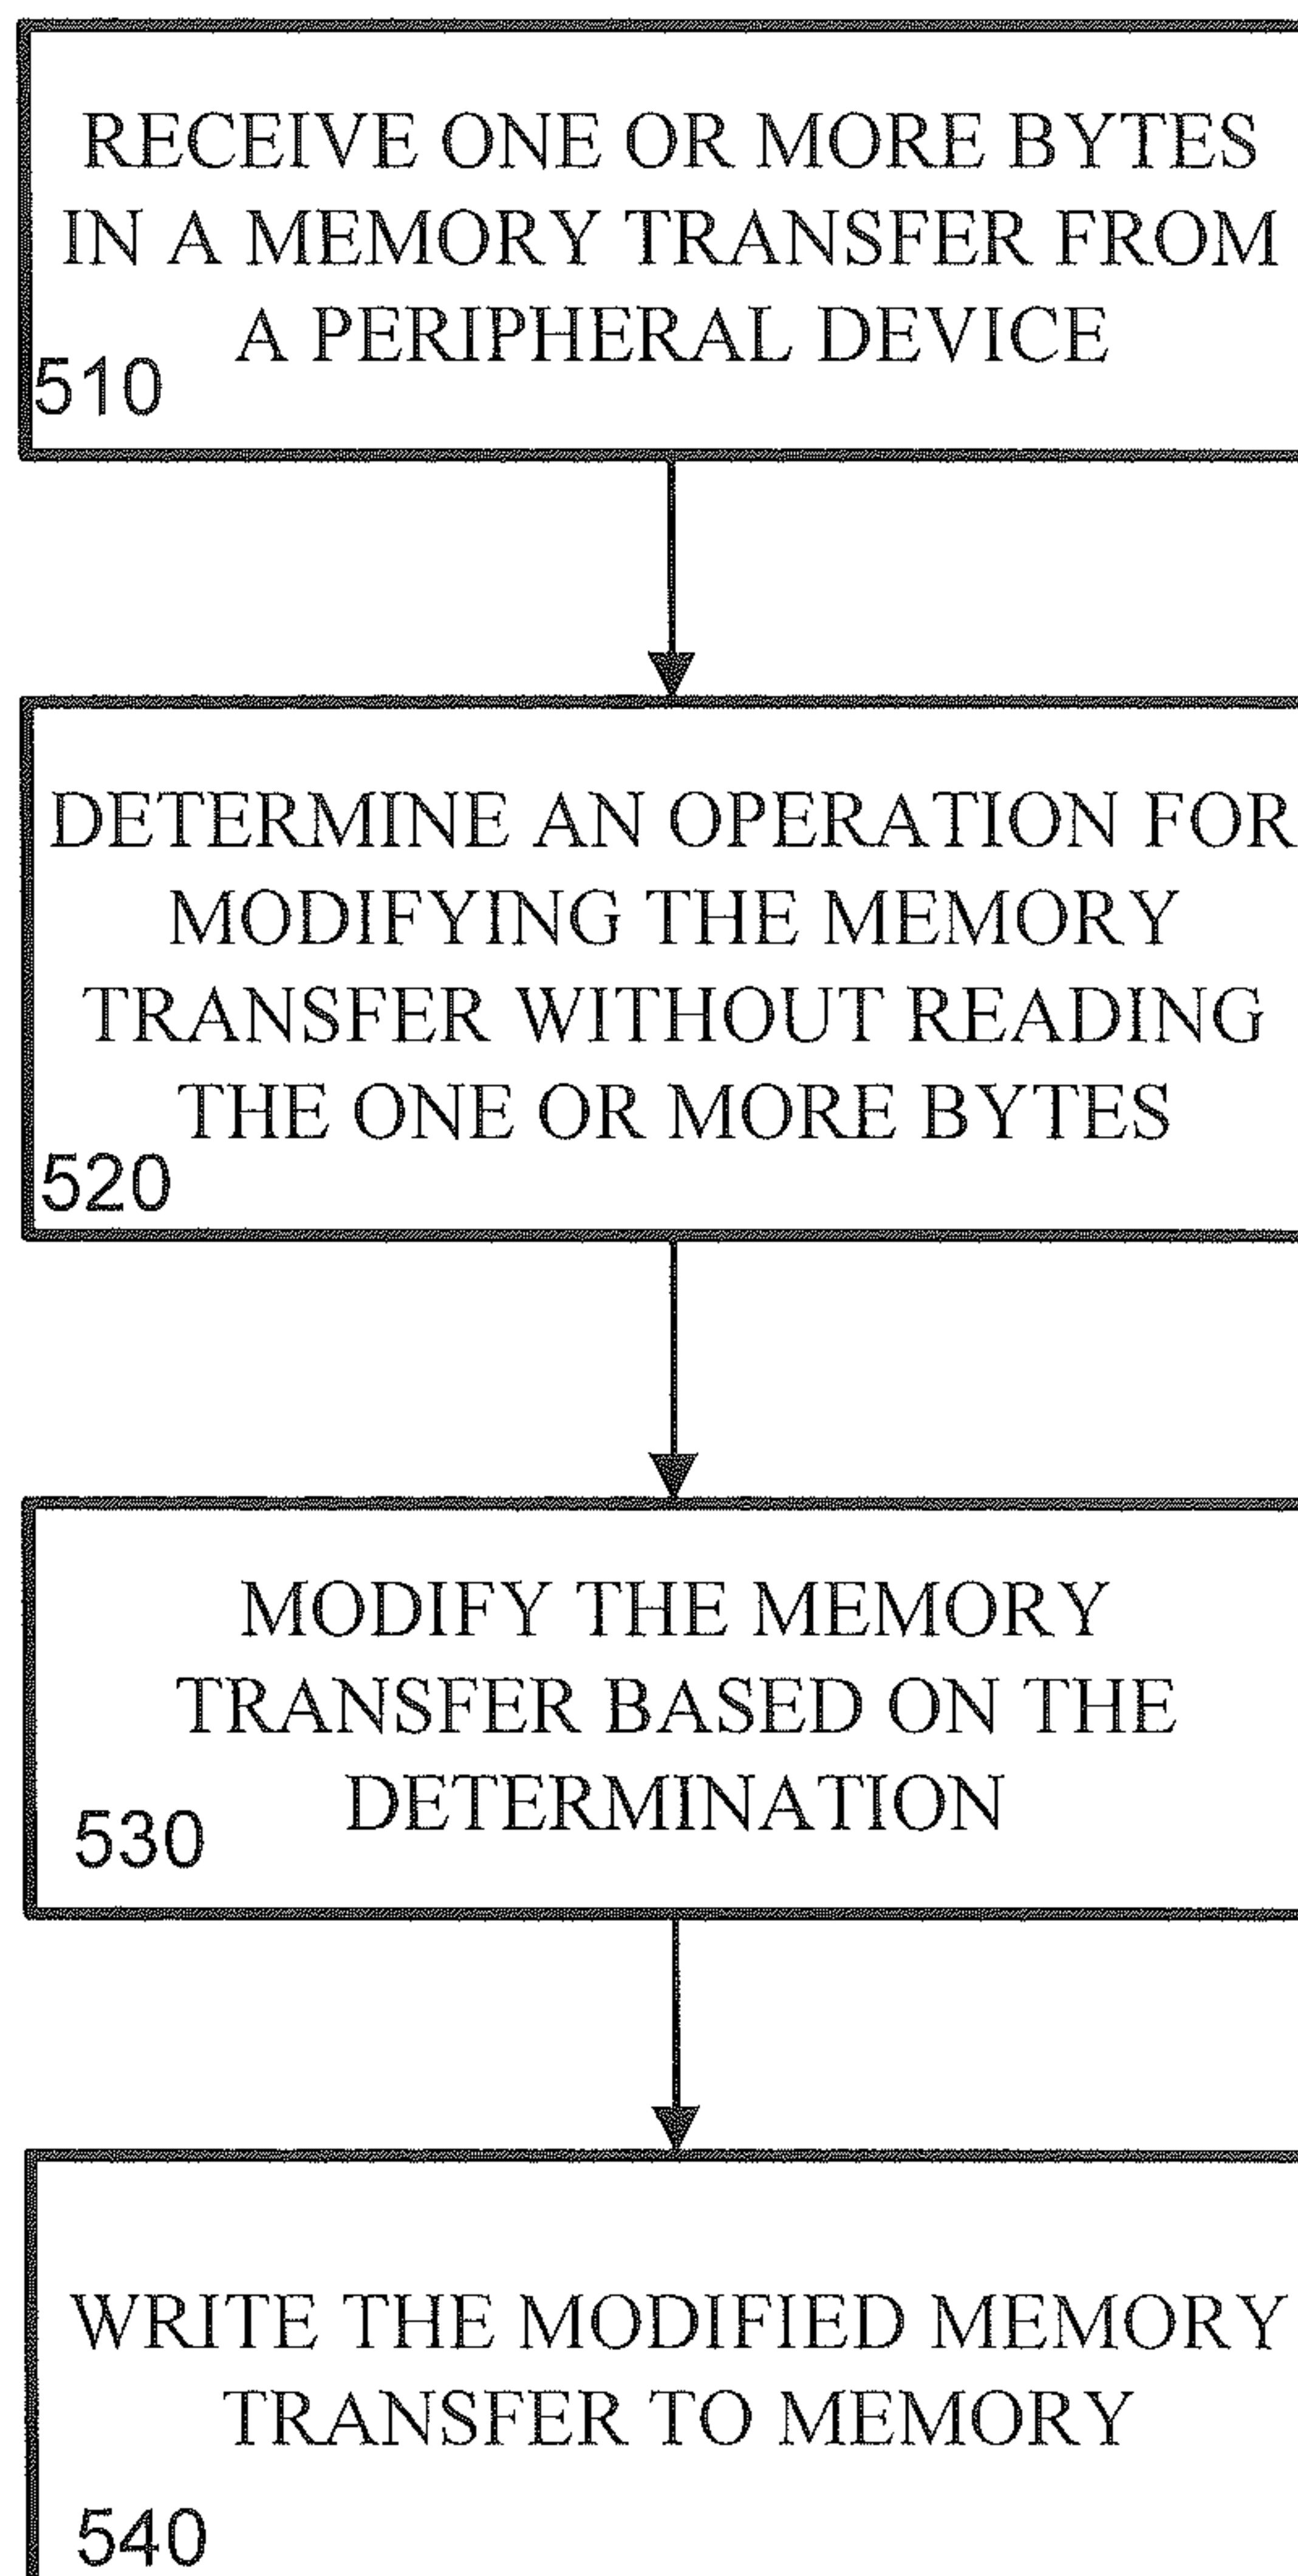 RECEIVE ONE OR MORE BYTES
IN A MEMORY TRANSFER FROM
A PERIPHERAL DEVICE
510
DETERMINE AN OPERATION FOR
MODIFYING THE MEMORY
TRANSFER WITHOUT READING
THE ONE OR MORE BYTES
520
MODIFY THE MEMORY
TRANSFER BASED ON THE
DETERMINATION
530
WRITE THE MODIFIED MEMORY
TRANSFER TO MEMORY
540